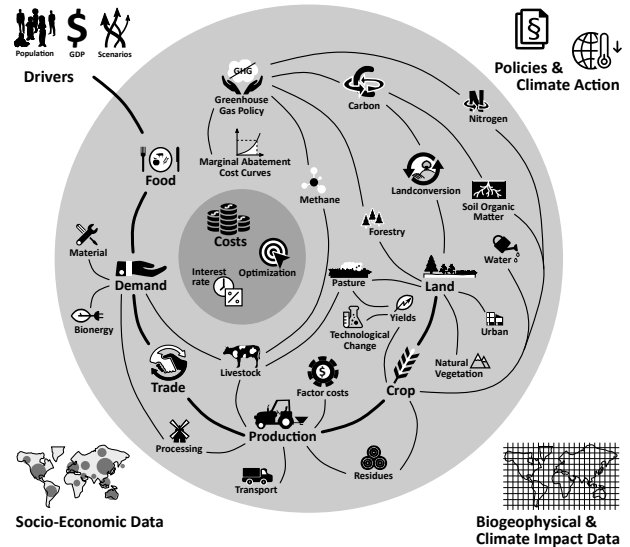 Population
GDP
Scenarios
Drivers
$
§
Policies &
Climate Action
GHG
Greenhouse
Gas Policy
Carbon
N
Nitrogen
Marginal Abatement
Cost Curves
Methane
Landconversion
Soil Organic
Matter
Food
Forestry
Water
Costs
Optimization
Interest
rate
%
Material
Demand
Bionergy
Pasture
Land
Yields
Technological
Change
Urban
Natural
Vegetation
Trade
Livestock
$
Factor costs
Crop
Processing
Production
Transport
Residues
Socio-Economic Data
Biogeophysical &
Climate Impact Data